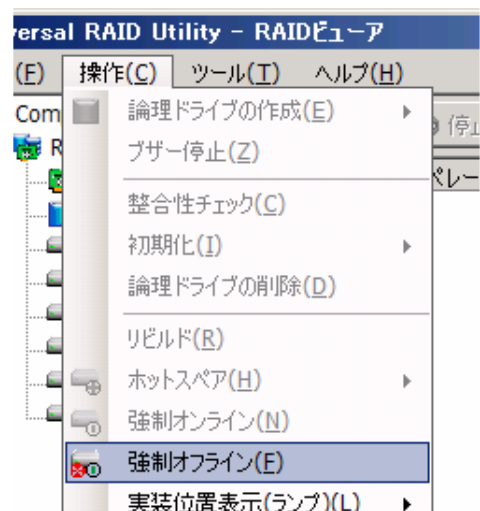 versal RAID Utility - RAIDビューア
(F) 操作(C) ツール(T) ヘルプ(H)
Com
論理ドライブの作成(E)
停止
R
ブザー停止(Z)
ペレー
整合性チェック(C)
初期化(I)
論理ドライブの削除(D)
リビルド(R)
ホットスペア(H)
強制オンライン(N)
強制オフライン(F)
実装位置表示(ランプ)(L)